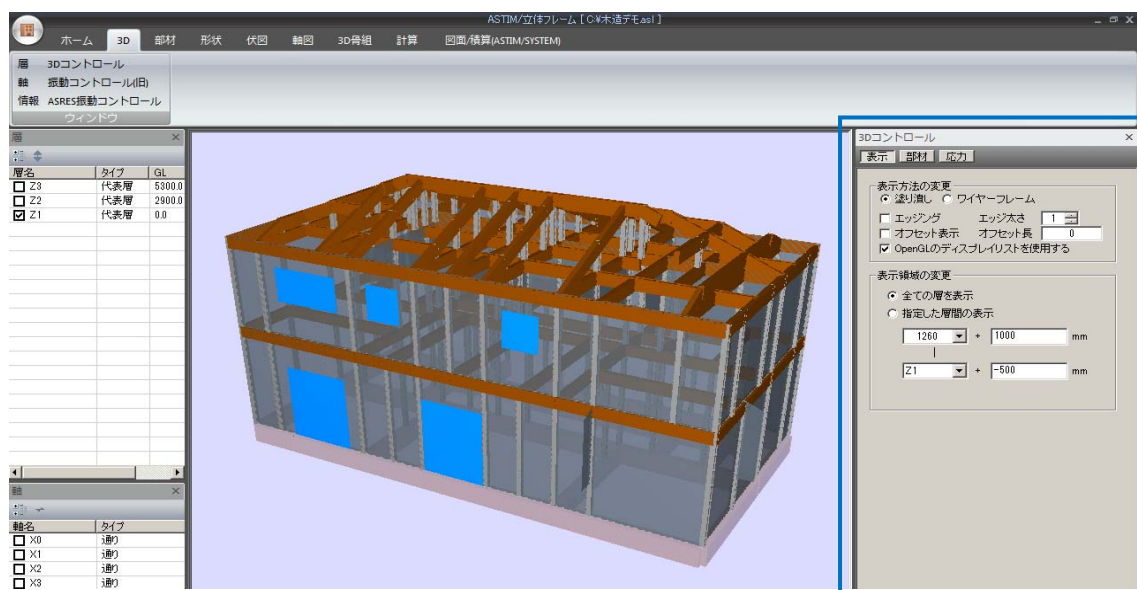 ASTIM/立体フレーム [ C:¥木造デモ.asl ]
ホーム 3D 部材 形状 伏図 軸図 3D骨組 計算 図面/積算(ASTIM/SYSTEM)
層 3Dコントロール
軸 振動コントロール(旧)
情報 ASRES振動コントロール
ウィンドウ
層
層名 タイプ GL
Z3 代表層 5300.0
Z2 代表層 2900.0
Z1 代表層 0.0
軸
軸名 タイプ
X0 通り
X1 通り
X2 通り
X3 通り
3Dコントロール
表示 部材 応力
表示方法の変更
塗り潰し ワイヤーフレーム
エッジング エッジ太さ 1
オフセット表示 オフセット長 0
OpenGLのディスプレイリストを使用する
表示領域の変更
全ての層を表示
指定した層間の表示
1260 + 1000 mm
|
Z1 + -500 mm